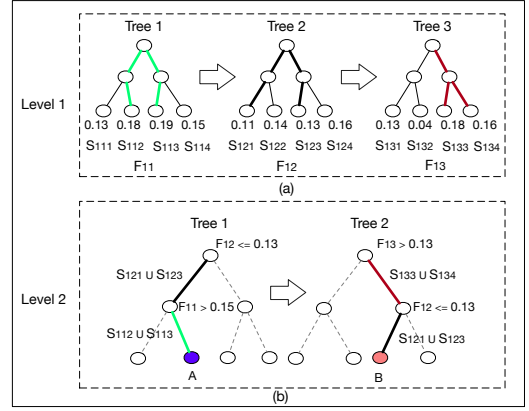 Tree 1 Tree 2 Tree 3
Level 1
0.13 0.18 0.19 0.15 0.11 0.14 0.13 0.16 0.13 0.04 0.18 0.16
S111 S112 S113 S114 S121 S122 S123 S124 S131 S132 S133 S134
F11 F12 F13
(a)
Tree 1 Tree 2
F12 <= 0.13 F13 > 0.13
S121 U S123 S133 U S134
Level 2
F11 > 0.15 F12 <= 0.13
S112 U S113 S121 U S123
A B
(b)